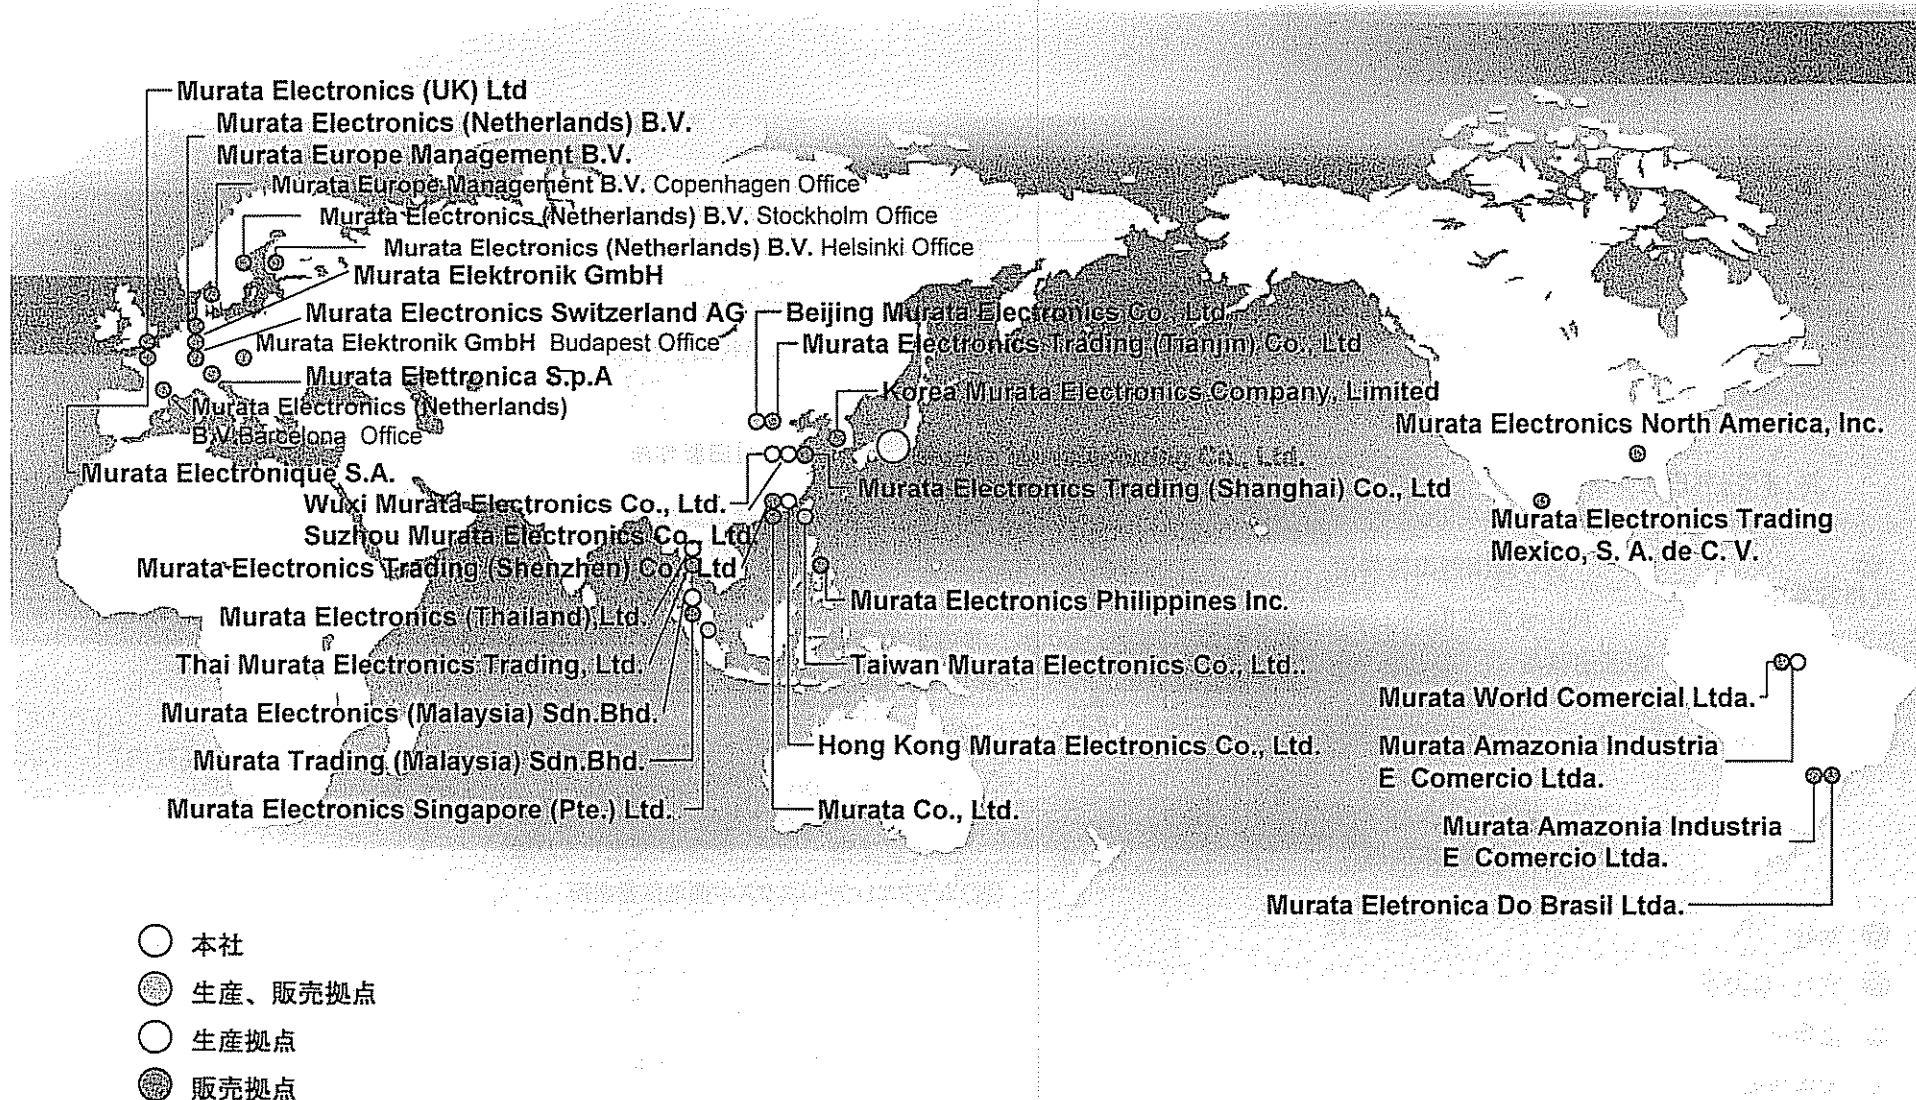 Murata Electronics (UK) Ltd
Murata Electronics (Netherlands) B.V.
Murata Europe Management B.V.
Murata Europe Management B.V. Copenhagen Office
Murata Electronics (Netherlands) B.V. Stockholm Office
Murata Electronics (Netherlands) B.V. Helsinki Office
Murata Elektronik GmbH
Murata Electronics Switzerland AG
Murata Elektronik GmbH Budapest Office
Murata Elettronica S.p.A
Murata Electronics (Netherlands)
B.V.Barcelona Office
Murata Electronique S.A.
Beijing Murata Electronics Co., Ltd
Murata Electronics Trading (Tianjin) Co., Ltd
Korea Murata Electronics Company, Limited
Murata Electronics Trading (Shanghai) Co., Ltd
Wuxi Murata Electronics Co., Ltd.
Suzhou Murata Electronics Co., Ltd.
Murata Electronics Trading (Shenzhen) Co., Ltd
Murata Electronics (Thailand),Ltd.
Thai Murata Electronics Trading, Ltd.
Murata Electronics (Malaysia) Sdn.Bhd.
Murata Trading (Malaysia) Sdn.Bhd.
Murata Electronics Singapore (Pte.) Ltd.
Murata Electronics Philippines Inc.
Taiwan Murata Electronics Co., Ltd..
Hong Kong Murata Electronics Co., Ltd.
Murata Co., Ltd.
Murata Electronics North America, Inc.
Murata Electronics Trading
Mexico, S. A. de C. V.
Murata World Comercial Ltda.
Murata Amazonia Industria
E Comercio Ltda.
Murata Amazonia Industria
E Comercio Ltda.
Murata Eletronica Do Brasil Ltda.
本社
生産、販売拠点
生産拠点
販売拠点